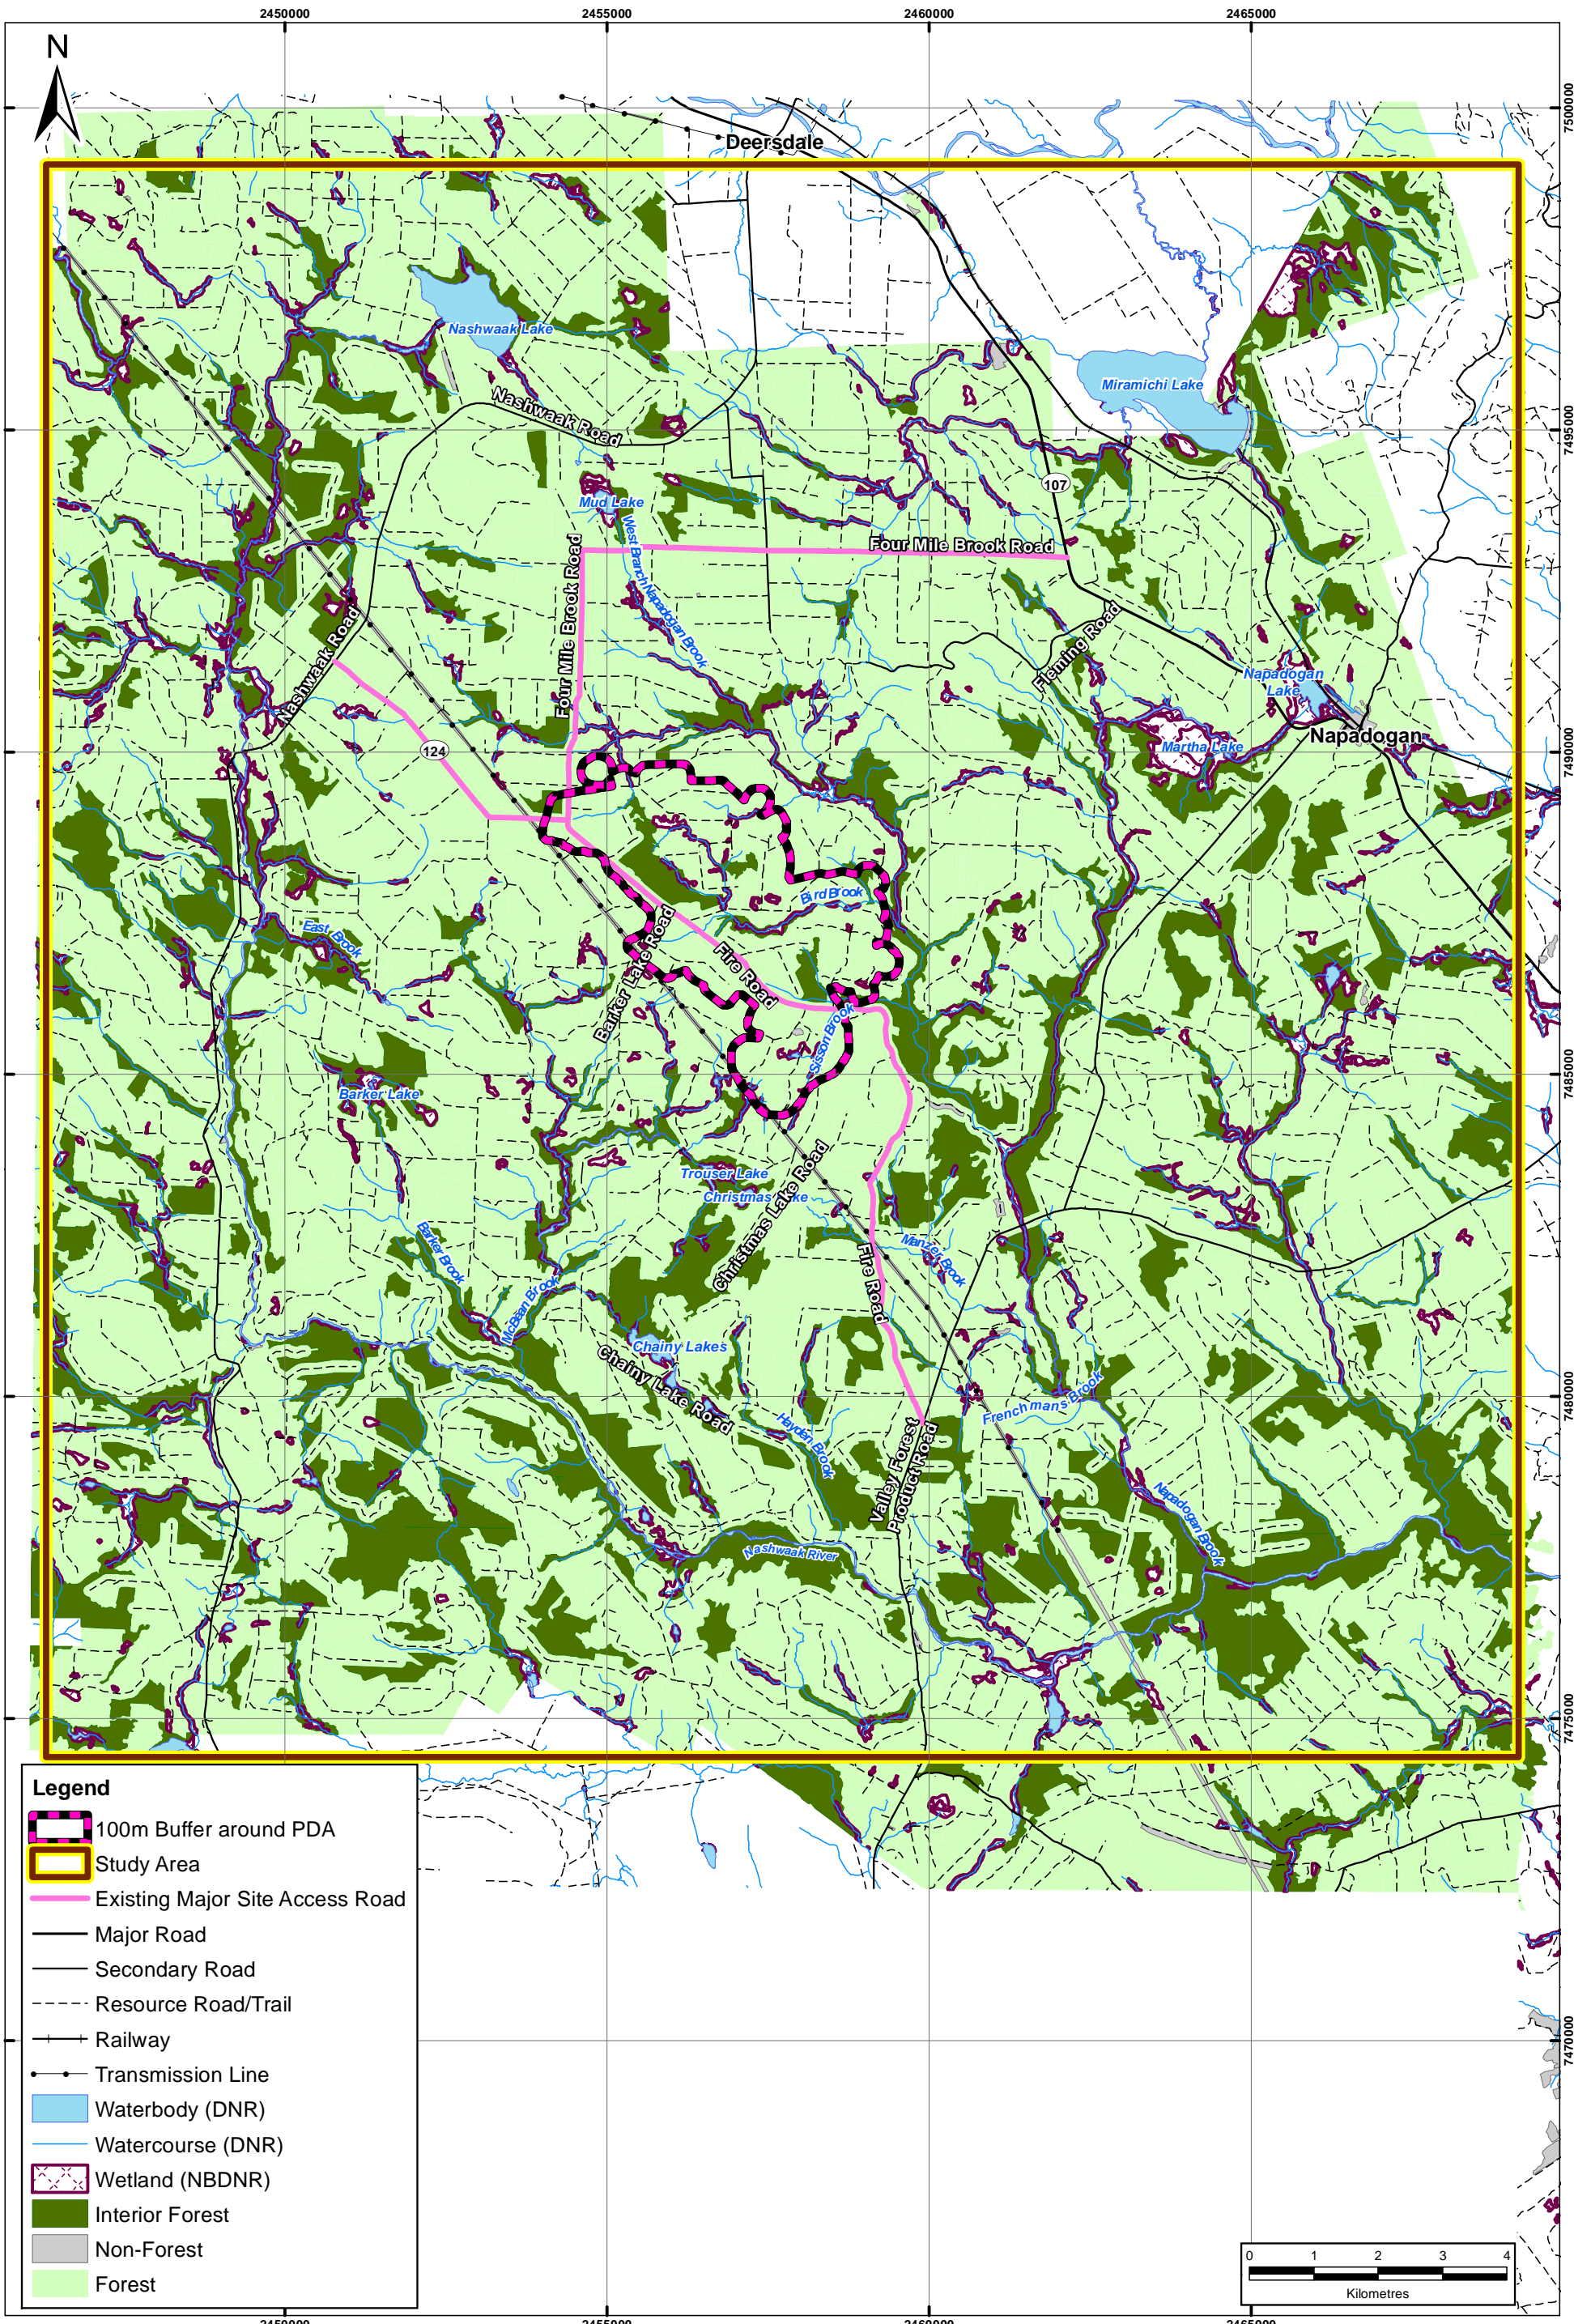 2450000 2455000 2460000 2465000
N
7500000
Deersdale
Nashwaak Lake
Miramichi Lake
Nashwaak Road
7495000
107
Mud Lake
West Branch Napadogan Brook
Four Mile Brook Road
Four Mile Brook Road
Nashwaak Road
Fleming Road
Napadogan
Lake
Napadogan
Martha Lake
124
7490000
Bird Brook
East Brook
Barker Lake Road
Fire Road
Sisson Brook
7485000
Barker Lake
Trouser Lake
Christmas Lake
Christmas Lake Road
Barker Brook
Manzer Brook
McBean Brook
Fire Road
Chainy Lakes
Chainy Lake Road
7480000
Frenchmans Brook
Hayden Brook
Valley Forest
Product Road
Napadogan Brook
Nashwaak River
7475000
Legend
100m Buffer around PDA
Study Area
Existing Major Site Access Road
Major Road
Secondary Road
Resource Road/Trail
Railway
Transmission Line
Waterbody (DNR)
Watercourse (DNR)
Wetland (NBDNR)
Interior Forest
Non-Forest
Forest
7470000
0 1 2 3 4
Kilometres
2450000 2455000 2460000 2465000